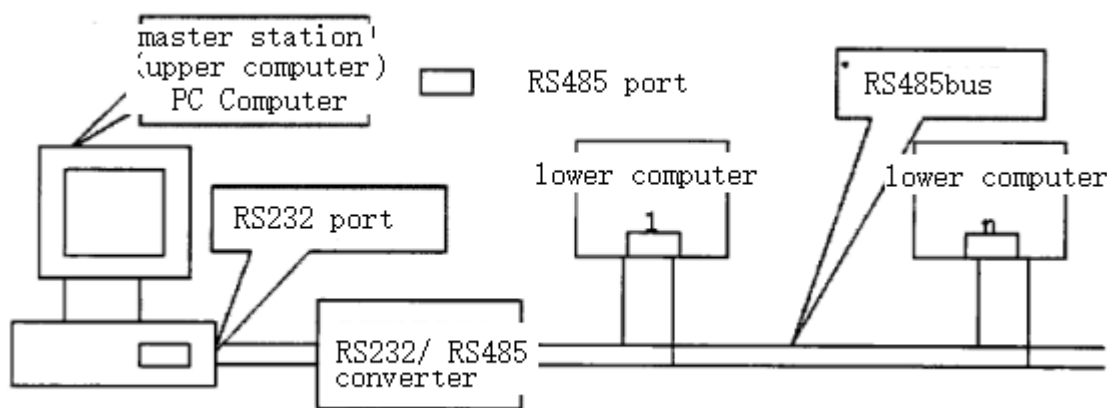 master station
(upper computer)
PC Computer
RS485 port
RS485bus
lower computer
1
lower computer
n
RS232 port
RS232/ RS485
converter